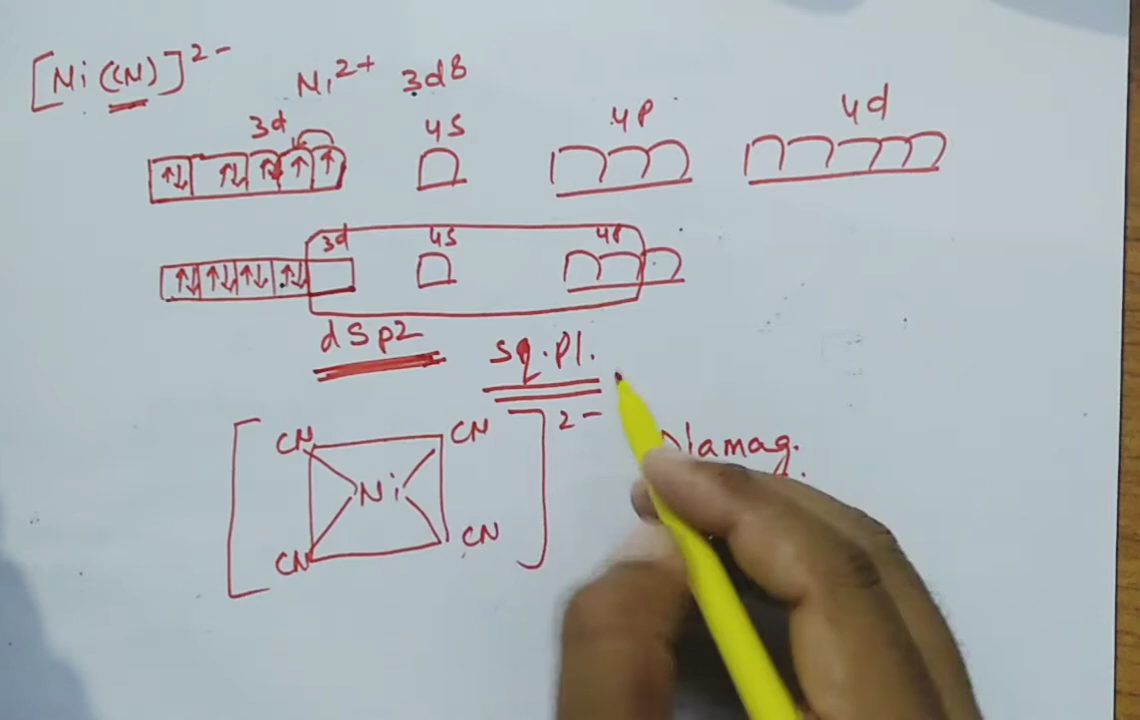 [Ni(CN)]2-
Ni2+ 3d8
3d 4s 4p 4d
↑↓ ↑↓ ↑↓ ↑ ↑
3d 4s 4p
↑↓ ↑↓ ↑↓ ↑↓
dsp2 sq.pl.
[ ]2-
CN CN
Ni
CN CN
Diamag.